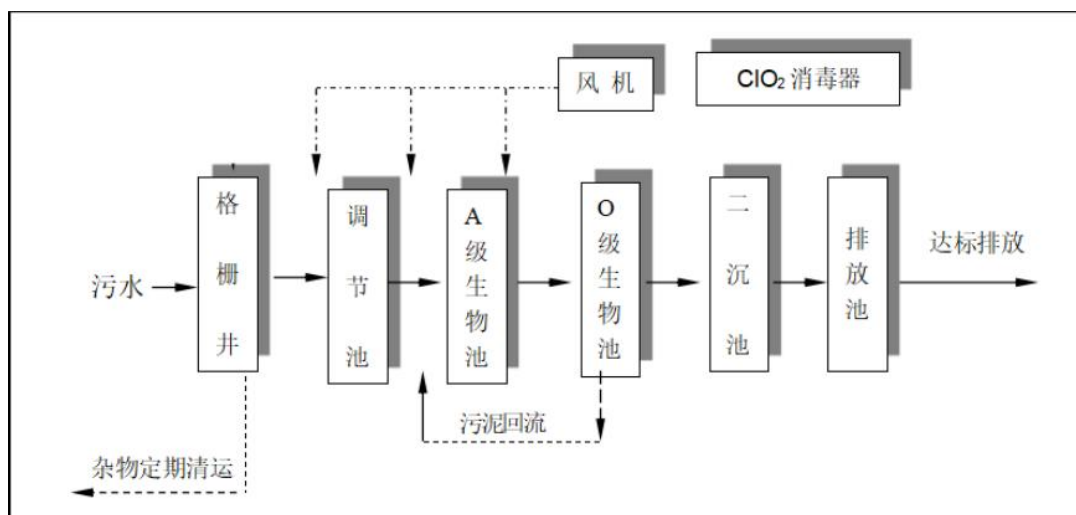 风 机
ClO₂ 消毒器
污水
格栅井
调节池
A级生物池
O级生物池
二沉池
排放池
达标排放
污泥回流
杂物定期清运